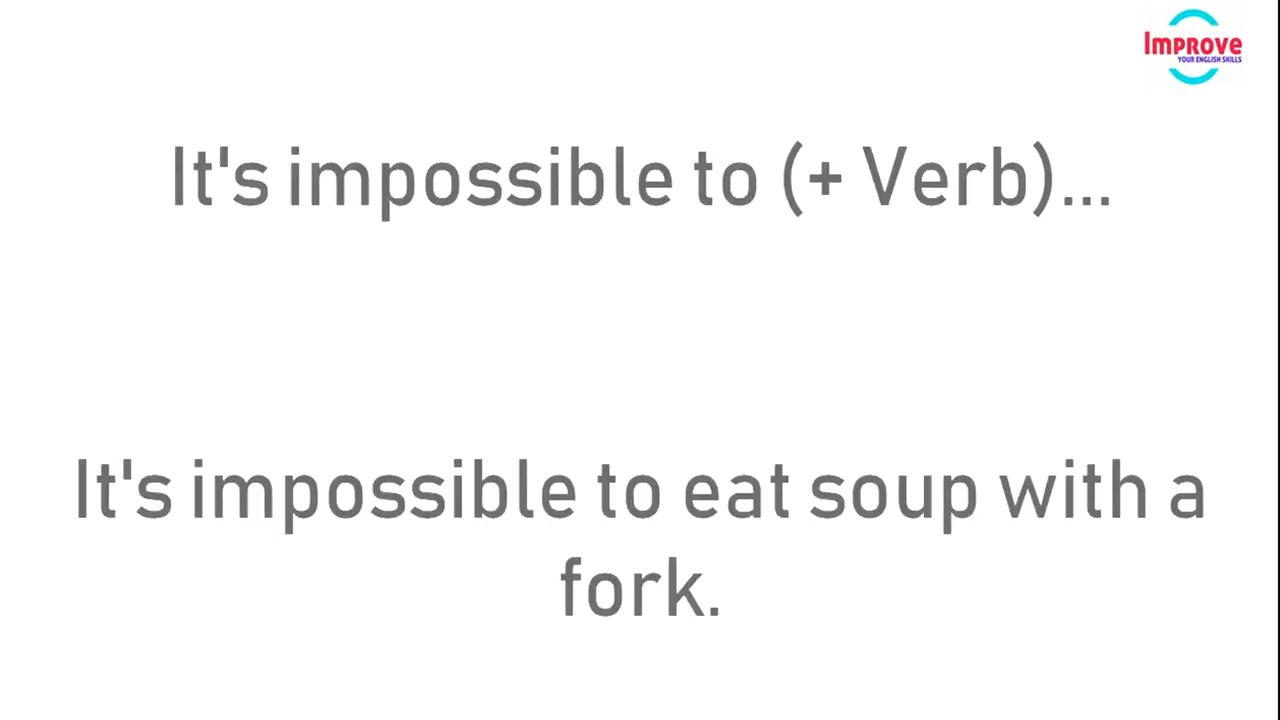 Improve
YOUR ENGLISH SKILLS
It's impossible to (+ Verb)...
It's impossible to eat soup with a
fork.